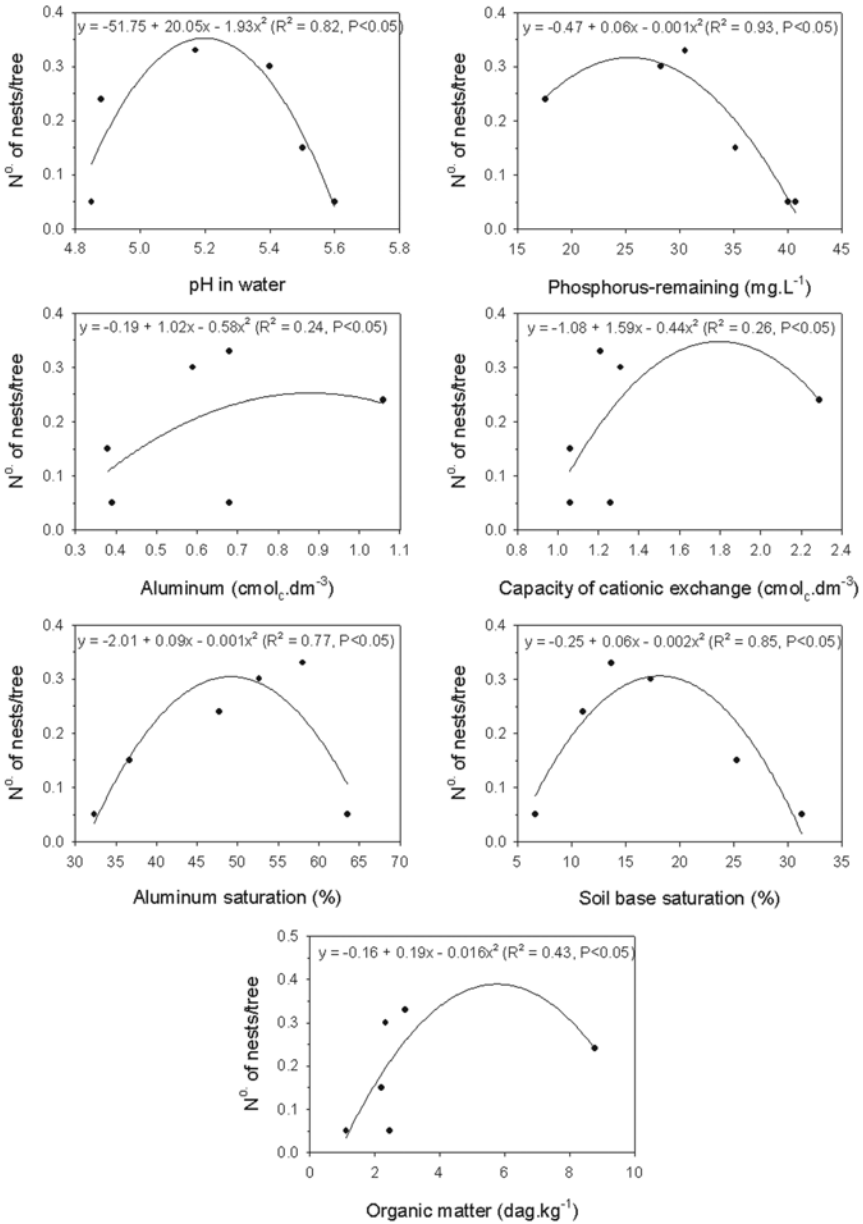 y = -51.75 + 20.05x - 1.93x² (R² = 0.82, P<0.05)
N⁰· of nests/tree
0.4
0.3
0.2
0.1
0.0
4.8 5.0 5.2 5.4 5.6 5.8
pH in water
y = -0.47 + 0.06x - 0.001x² (R² = 0.93, P<0.05)
N⁰· of nests/tree
0.4
0.3
0.2
0.1
0.0
15 20 25 30 35 40 45
Phosphorus-remaining (mg.L⁻¹)
y = -0.19 + 1.02x - 0.58x² (R² = 0.24, P<0.05)
N⁰· of nests/tree
0.4
0.3
0.2
0.1
0.0
0.3 0.4 0.5 0.6 0.7 0.8 0.9 1.0 1.1
Aluminum (cmol꜀.dm⁻³)
y = -1.08 + 1.59x - 0.44x² (R² = 0.26, P<0.05)
N⁰· of nests/tree
0.4
0.3
0.2
0.1
0.0
0.8 1.0 1.2 1.4 1.6 1.8 2.0 2.2 2.4
Capacity of cationic exchange (cmol꜀.dm⁻³)
y = -2.01 + 0.09x - 0.001x² (R² = 0.77, P<0.05)
N⁰· of nests/tree
0.4
0.3
0.2
0.1
0.0
30 35 40 45 50 55 60 65 70
Aluminum saturation (%)
y = -0.25 + 0.06x - 0.002x² (R² = 0.85, P<0.05)
N⁰· of nests/tree
0.4
0.3
0.2
0.1
0.0
5 10 15 20 25 30 35
Soil base saturation (%)
y = -0.16 + 0.19x - 0.016x² (R² = 0.43, P<0.05)
N⁰· of nests/tree
0.5
0.4
0.3
0.2
0.1
0.0
0 2 4 6 8 10
Organic matter (dag.kg⁻¹)